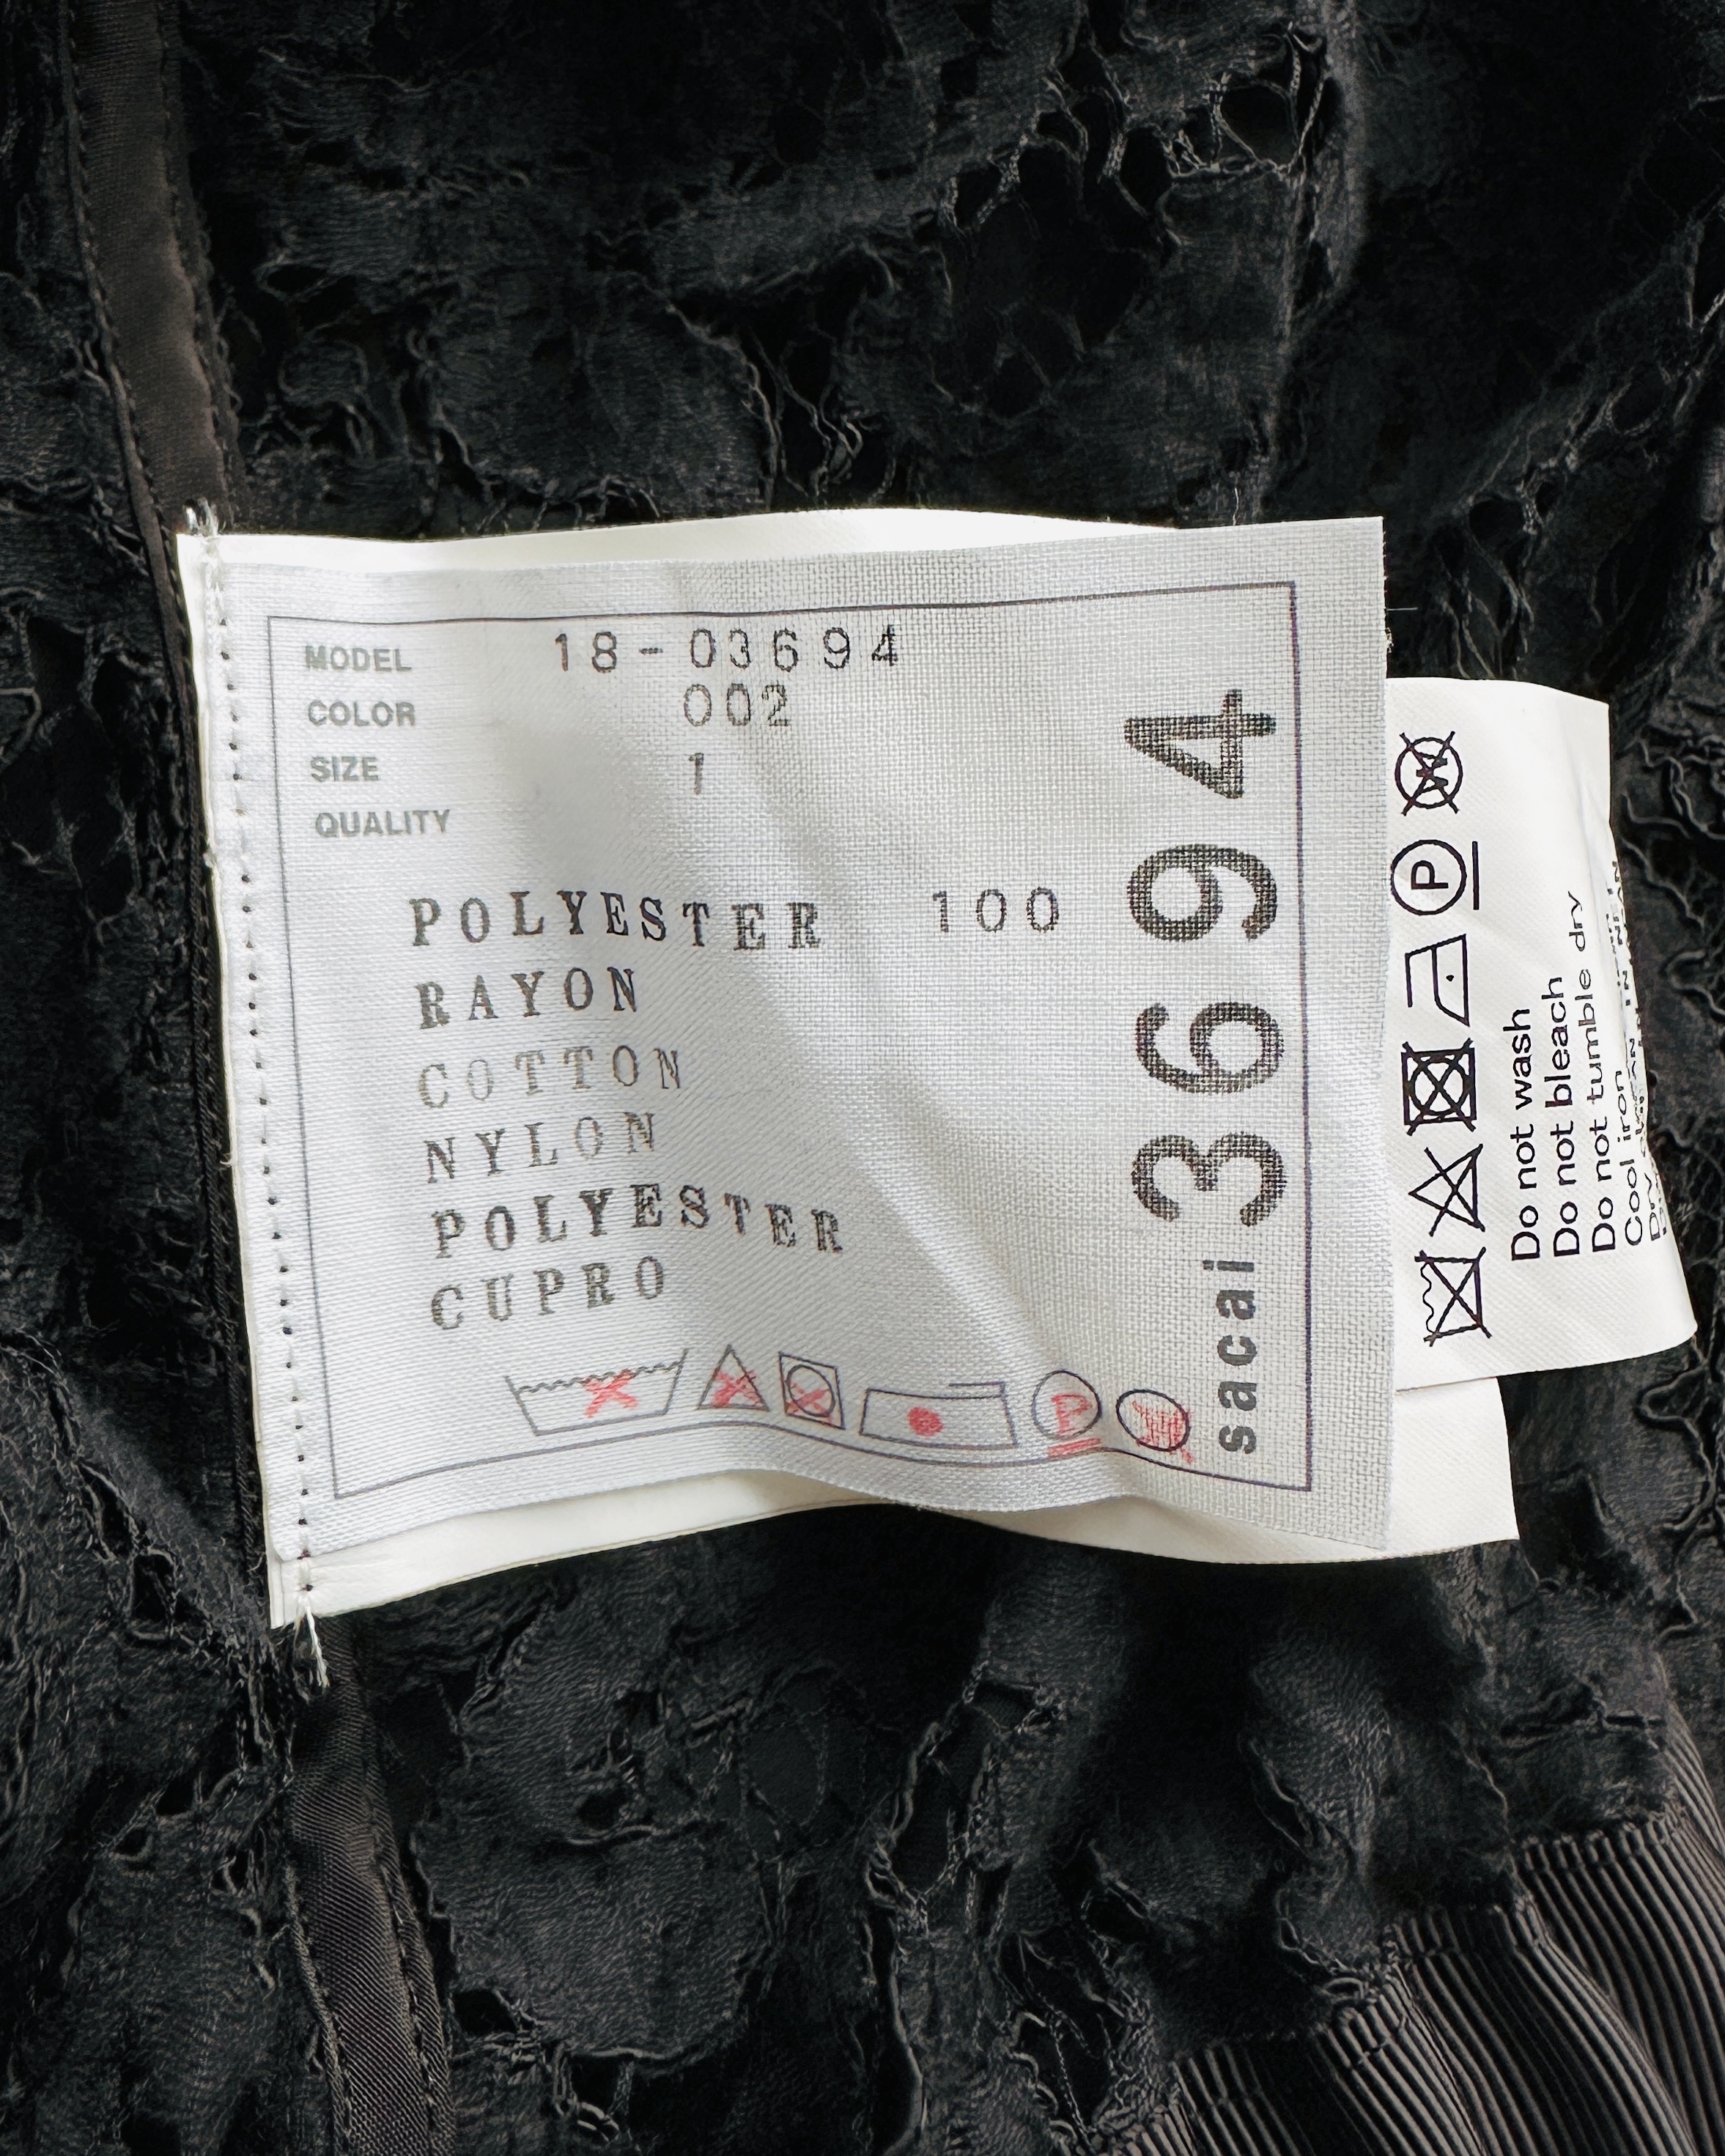 MODEL 18-03694
COLOR 002
SIZE 1
QUALITY
POLYESTER 100
RAYON
COTTON
NYLON
POLYESTER
CUPRO
P
sacai 3694
P
W
Do not wash
Do not bleach
Do not tumble dry
Cool iron